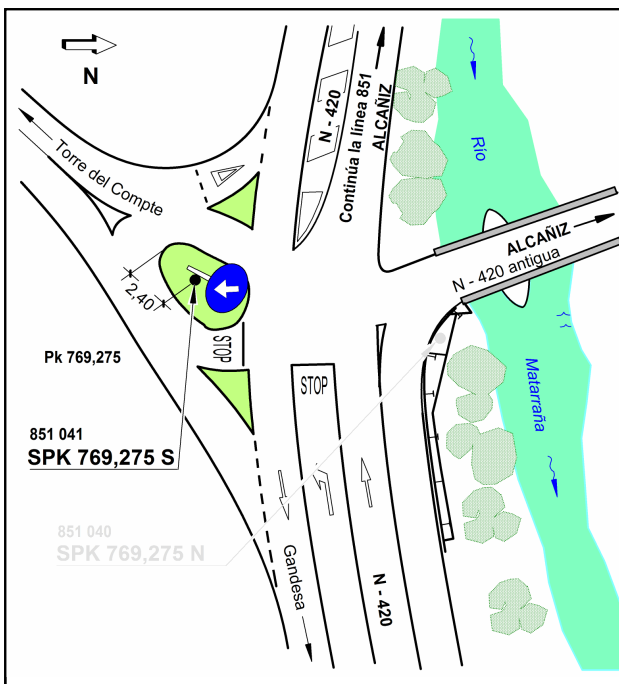 N
N - 420
Continúa la línea 851
ALCAÑIZ
Río
Torre del Compte
ALCAÑIZ
N - 420 antigua
2,40
STOP
Pk 769,275
STOP
Matarraña
851 041
SPK 769,275 S
851 040
SPK 769,275 N
Gandesa
N - 420